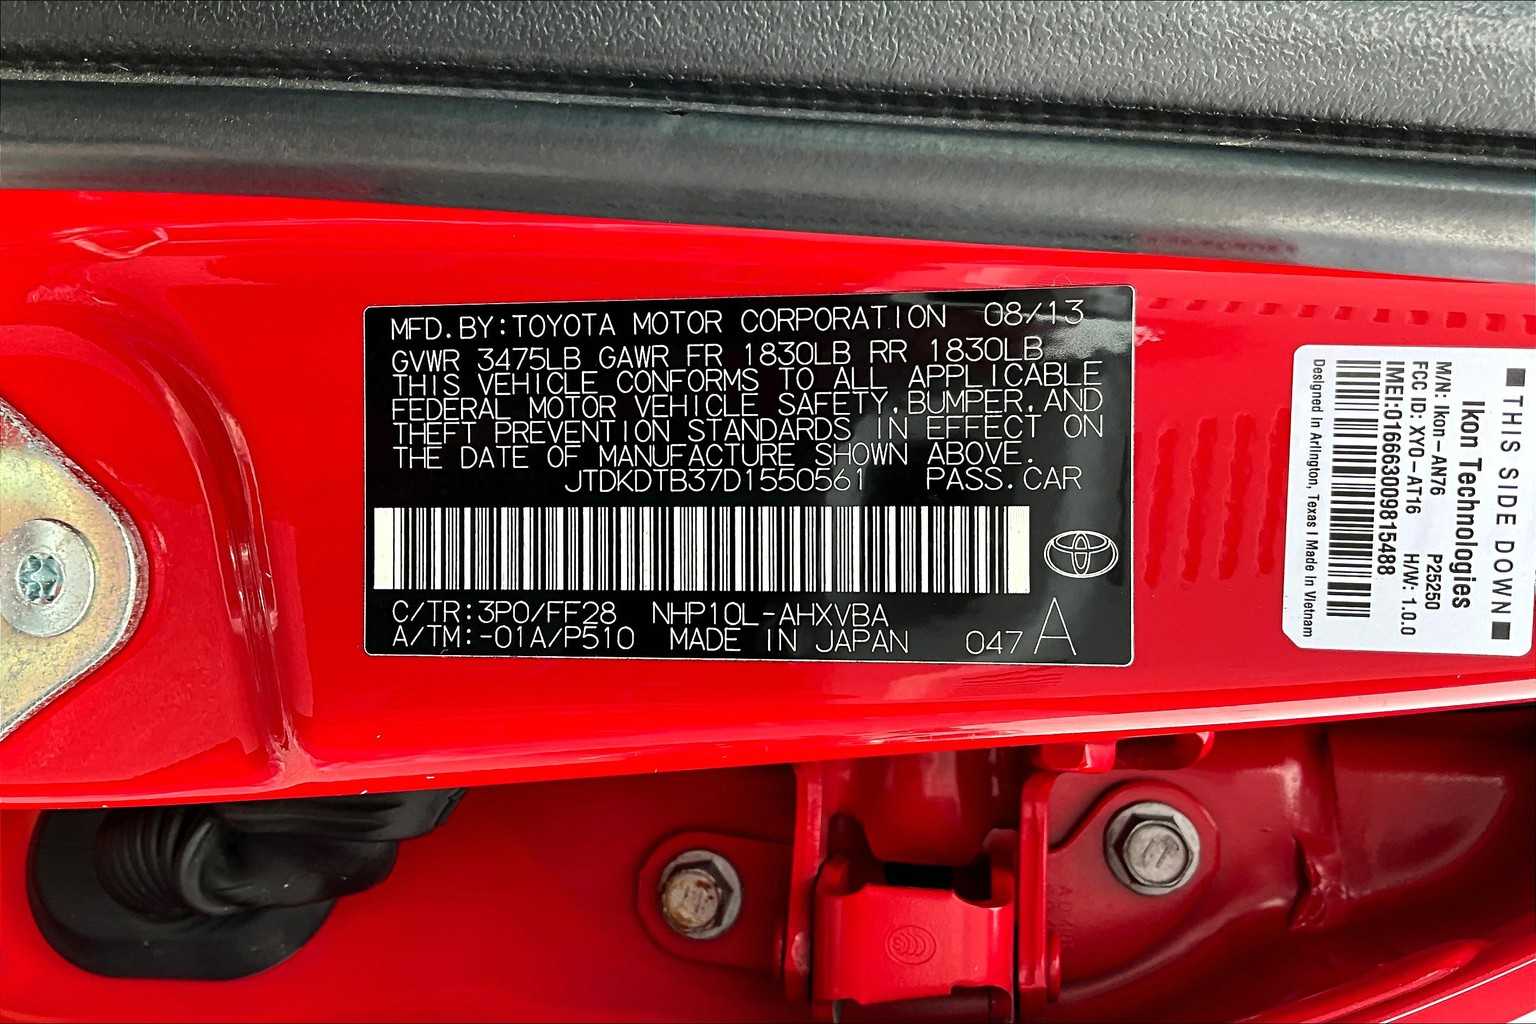 MFD.BY:TOYOTA MOTOR CORPORATION 08/13
GVWR 3475LB GAWR FR 1830LB RR 1830LB
THIS VEHICLE CONFORMS TO ALL APPLICABLE
FEDERAL MOTOR VEHICLE SAFETY,BUMPER,AND
THEFT PREVENTION STANDARDS IN EFFECT ON
THE DATE OF MANUFACTURE SHOWN ABOVE.
JTDKDTB37D1550561 PASS.CAR
C/TR:3P0/FF28 NHP10L-AHXVBA
A/TM:-01A/P510 MADE IN JAPAN 047 A
THIS SIDE DOWN
Ikon Technologies
M/N: Ikon-AN76 P25250
FCC ID: XYO-AT16 H/W: 1.0.0
IMEI:016663009815488
Designed in Arlington, Texas I Made In Vietnam